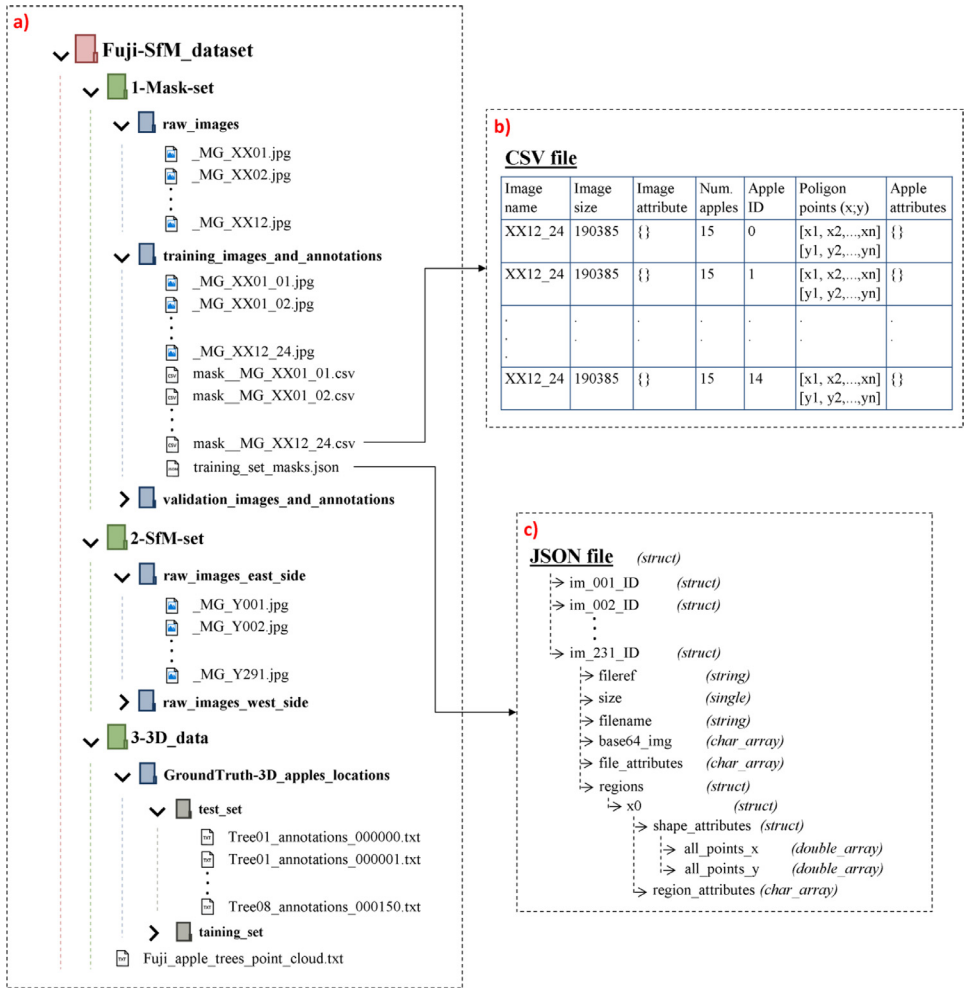 a)
Fuji-SfM_dataset
1-Mask-set
raw_images
_MG_XX01.jpg
_MG_XX02.jpg
_MG_XX12.jpg
training_images_and_annotations
_MG_XX01_01.jpg
_MG_XX01_02.jpg
_MG_XX12_24.jpg
mask__MG_XX01_01.csv
mask__MG_XX01_02.csv
mask__MG_XX12_24.csv
training_set_masks.json
validation_images_and_annotations
2-SfM-set
raw_images_east_side
_MG_Y001.jpg
_MG_Y002.jpg
_MG_Y291.jpg
raw_images_west_side
3-3D_data
GroundTruth-3D_apples_locations
test_set
Tree01_annotations_000000.txt
Tree01_annotations_000001.txt
Tree08_annotations_000150.txt
taining_set
Fuji_apple_trees_point_cloud.txt
b)
CSV file
Image name Image size Image attribute Num. apples Apple ID Poligon points (x;y) Apple attributes
XX12_24 190385 {} 15 0 [x1, x2,...,xn] {}
[y1, y2,...,yn]
XX12_24 190385 {} 15 1 [x1, x2,...,xn] {}
[y1, y2,...,yn]
XX12_24 190385 {} 15 14 [x1, x2,...,xn] {}
[y1, y2,...,yn]
c)
JSON file (struct)
im_001_ID (struct)
im_002_ID (struct)
im_231_ID (struct)
fileref (string)
size (single)
filename (string)
base64_img (char_array)
file_attributes (char_array)
regions (struct)
x0 (struct)
shape_attributes (struct)
all_points_x (double_array)
all_points_y (double_array)
region_attributes (char_array)